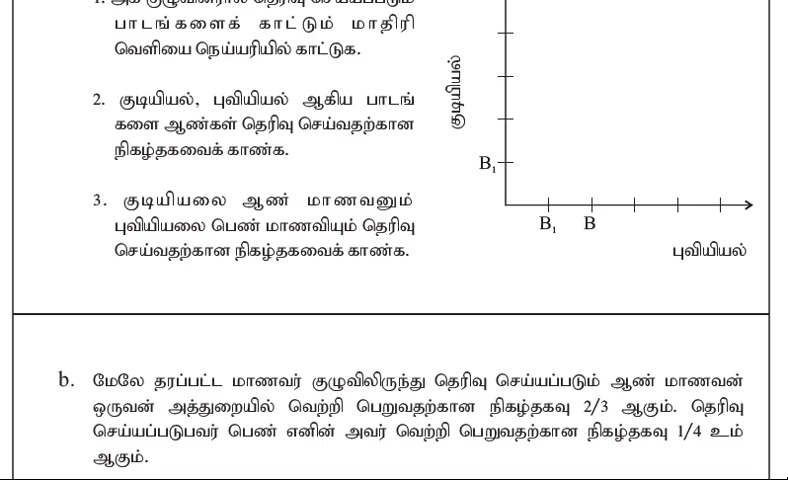 பாடங்களைக் காட்டும் மாதிரி
வெளியை நெய்யரியில் காட்டுக.
2. குடியியல், புவியியல் ஆகிய பாடங்
களை ஆண்கள் தெரிவு செய்வதற்கான
நிகழ்தகவைக் காண்க.
3. குடியியலை ஆண் மாணவனும்
புவியியலை பெண் மாணவியும் தெரிவு
செய்வதற்கான நிகழ்தகவைக் காண்க.
குடியியல்
B₁
B₁ B
புவியியல்
b. மேலே தரப்பட்ட மாணவர் குழுவிலிருந்து தெரிவு செய்யப்படும் ஆண் மாணவன்
ஒருவன் அத்துறையில் வெற்றி பெறுவதற்கான நிகழ்தகவு 2/3 ஆகும். தெரிவு
செய்யப்படுபவர் பெண் எனின் அவர் வெற்றி பெறுவதற்கான நிகழ்தகவு 1/4 உம்
ஆகும்.